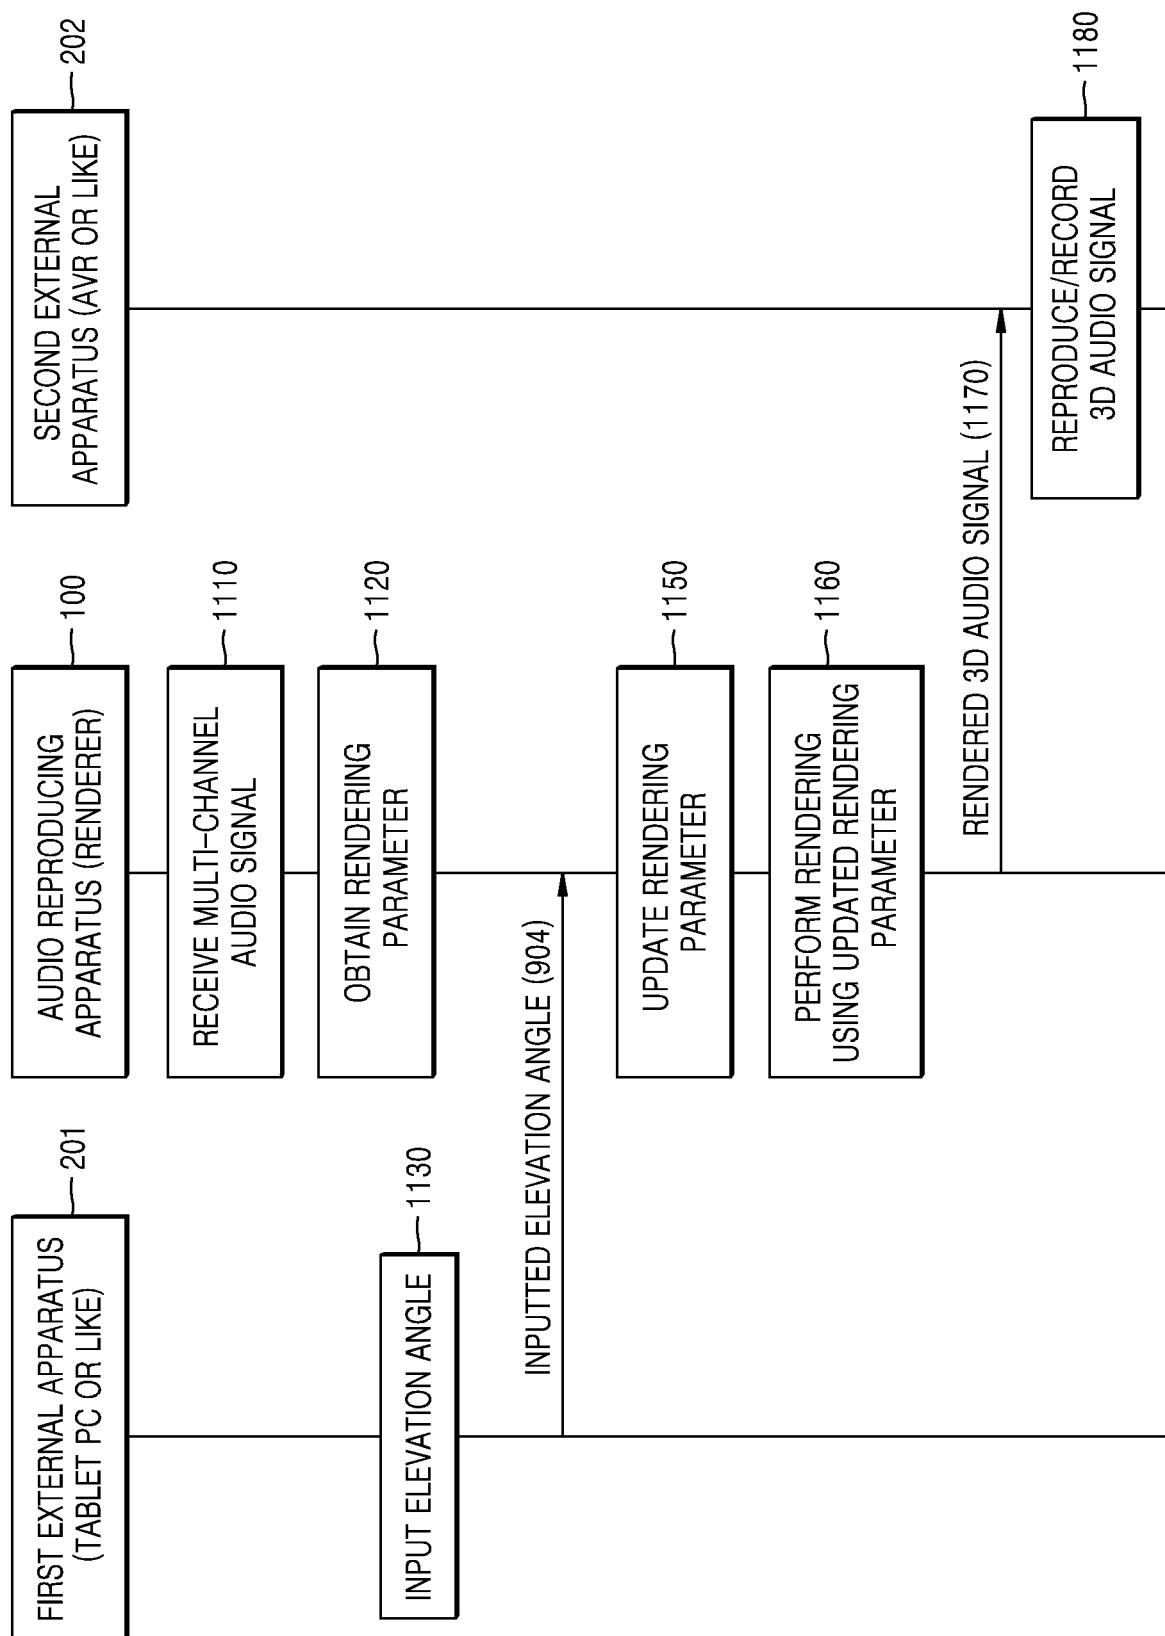 FIRST EXTERNAL APPARATUS
(TABLET PC OR LIKE)
201
AUDIO REPRODUCING
APPARATUS (RENDERER)
100
SECOND EXTERNAL
APPARATUS (AVR OR LIKE)
202
RECEIVE MULTI-CHANNEL
AUDIO SIGNAL
1110
OBTAIN RENDERING
PARAMETER
1120
INPUT ELEVATION ANGLE
1130
INPUTTED ELEVATION ANGLE (904)
UPDATE RENDERING
PARAMETER
1150
PERFORM RENDERING
USING UPDATED RENDERING
PARAMETER
1160
RENDERED 3D AUDIO SIGNAL (1170)
REPRODUCE/RECORD
3D AUDIO SIGNAL
1180